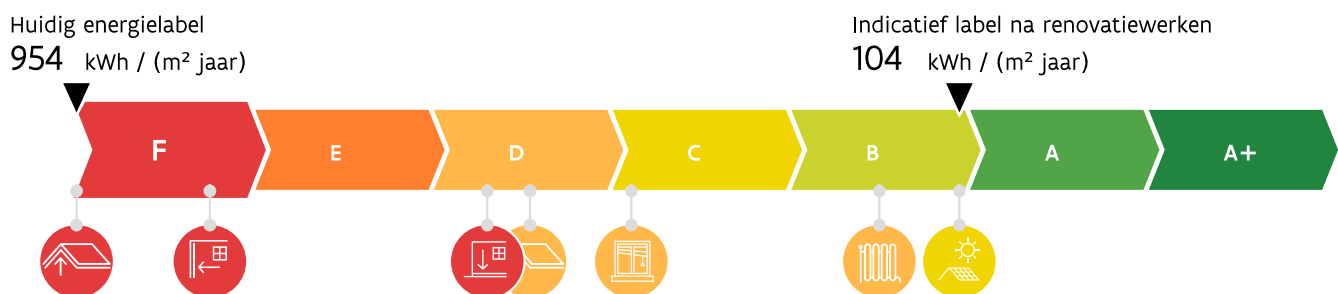 Huidig energielabel
954 kWh / (m² jaar)
Indicatief label na renovatiewerken
104 kWh / (m² jaar)
F E D C B A A+